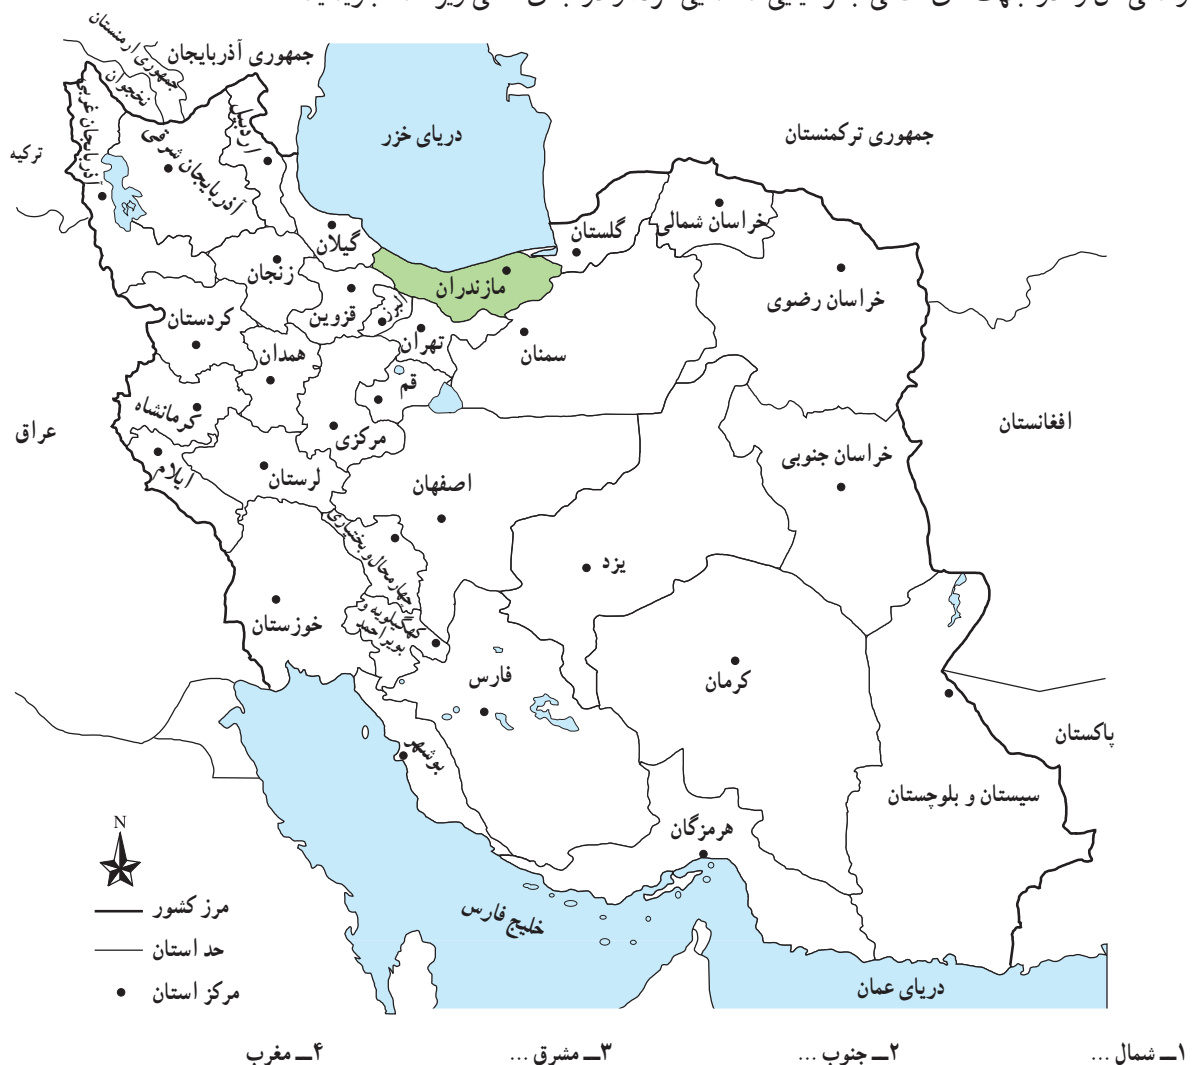 جمهوری ارمنستان
جمهوری آذربایجان
نخجوان
آذربایجان غربی
اردبیل
دریای خزر
جمهوری ترکمنستان
ترکیه
آذربایجان شرقی
خراسان شمالی
گلستان
گیلان
زنجان
مازندران
خراسان رضوی
کردستان
قزوین
البرز
تهران
سمنان
همدان
قم
کرمانشاه
مرکزی
افغانستان
عراق
ایلام
لرستان
اصفهان
خراسان جنوبی
چهارمحال و بختیاری
یزد
خوزستان
کهگیلویه و
بویراحمد
فارس
کرمان
بوشهر
پاکستان
سیستان و بلوچستان
هرمزگان
N
مرز کشور
حد استان
مرکز استان
خلیج فارس
دریای عمان
۱ــ شمال ... ۲ــ جنوب ... ۳ــ مشرق ... ۴ــ مغرب